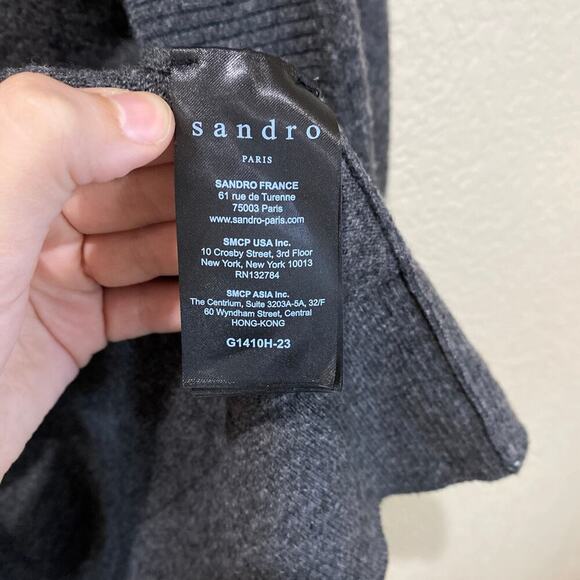 sandro
PARIS
SANDRO FRANCE
61 rue de Turenne
75003 Paris
www.sandro-paris.com
SMCP USA Inc.
10 Crosby Street, 3rd Floor
New York, New York 10013
RN132784
SMCP ASIA Inc.
The Centrium, Suite 3203A-5A, 32/F
60 Wyndham Street, Central
HONG-KONG
G1410H-23